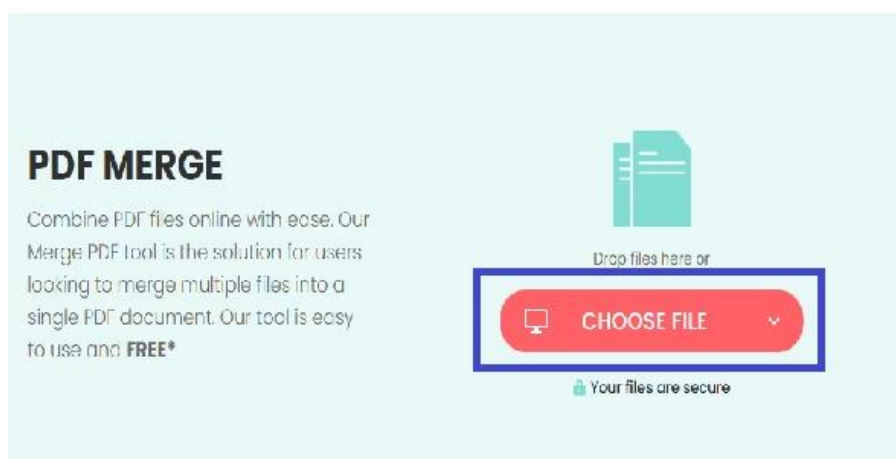 PDF MERGE
Combine PDF files online with ease. Our
Merge PDF tool is the solution for users
looking to merge multiple files into a
single PDF document. Our tool is easy
to use and FREE*
Drop files here or
CHOOSE FILE
Your files are secure